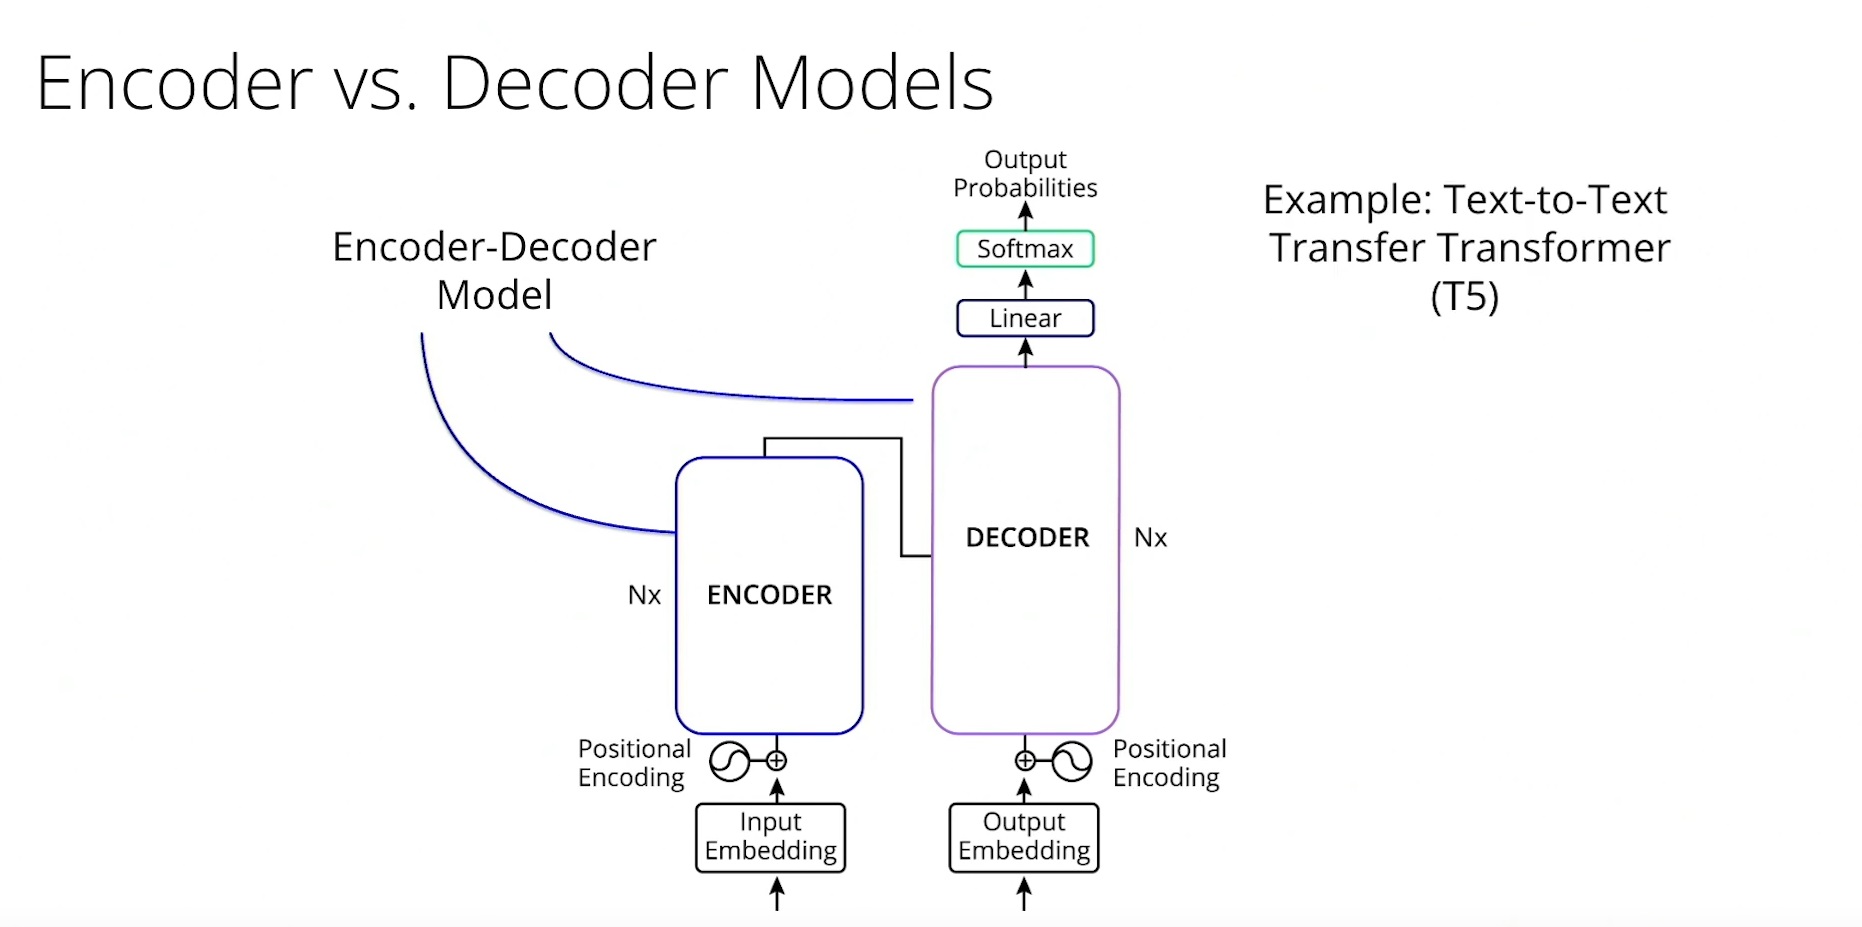 Encoder vs. Decoder Models
Encoder-Decoder
Model
Output
Probabilities
Softmax
Linear
Example: Text-to-Text
Transfer Transformer
(T5)
DECODER
Nx
Nx
ENCODER
Positional
Encoding
Positional
Encoding
Input
Embedding
Output
Embedding